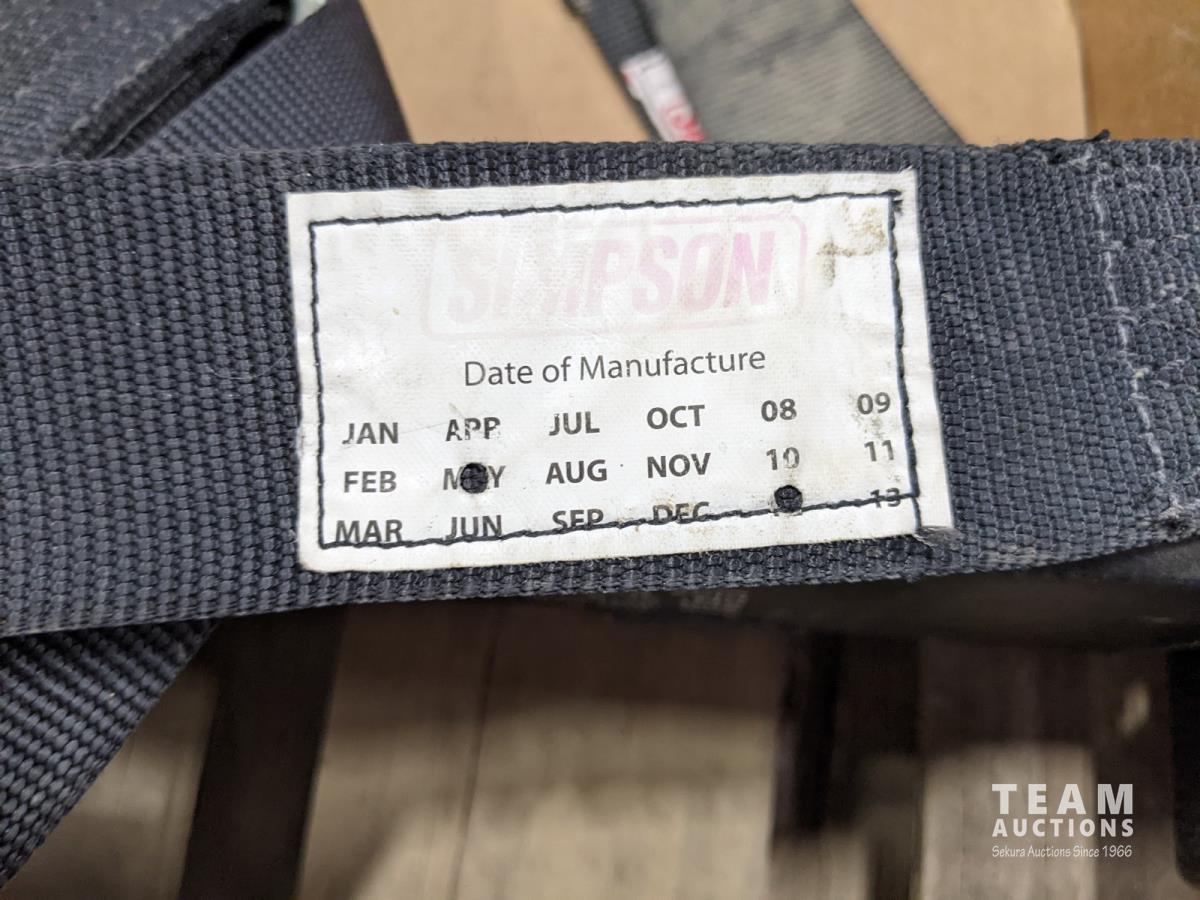 SIMPSON
Date of Manufacture
JAN APR JUL OCT 08 09
FEB MAY AUG NOV 10 11
MAR JUN SEP DEC 13
TEAM
AUCTIONS
Sekura Auctions Since 1966